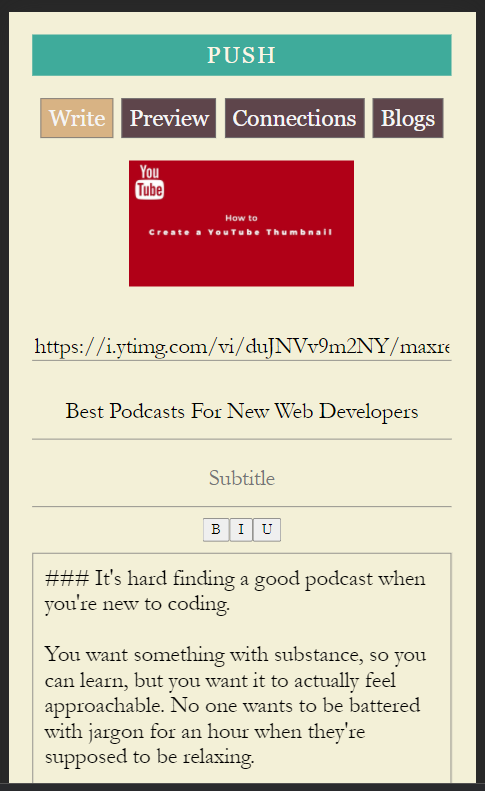 PUSH
Write Preview Connections Blogs
You
Tube
How to
Create a YouTube Thumbnail
https://i.ytimg.com/vi/duJNVv9m2NY/maxre
Best Podcasts For New Web Developers
Subtitle
B I U
### It's hard finding a good podcast when
you're new to coding.
You want something with substance, so you
can learn, but you want it to actually feel
approachable. No one wants to be battered
with jargon for an hour when they're
supposed to be relaxing.